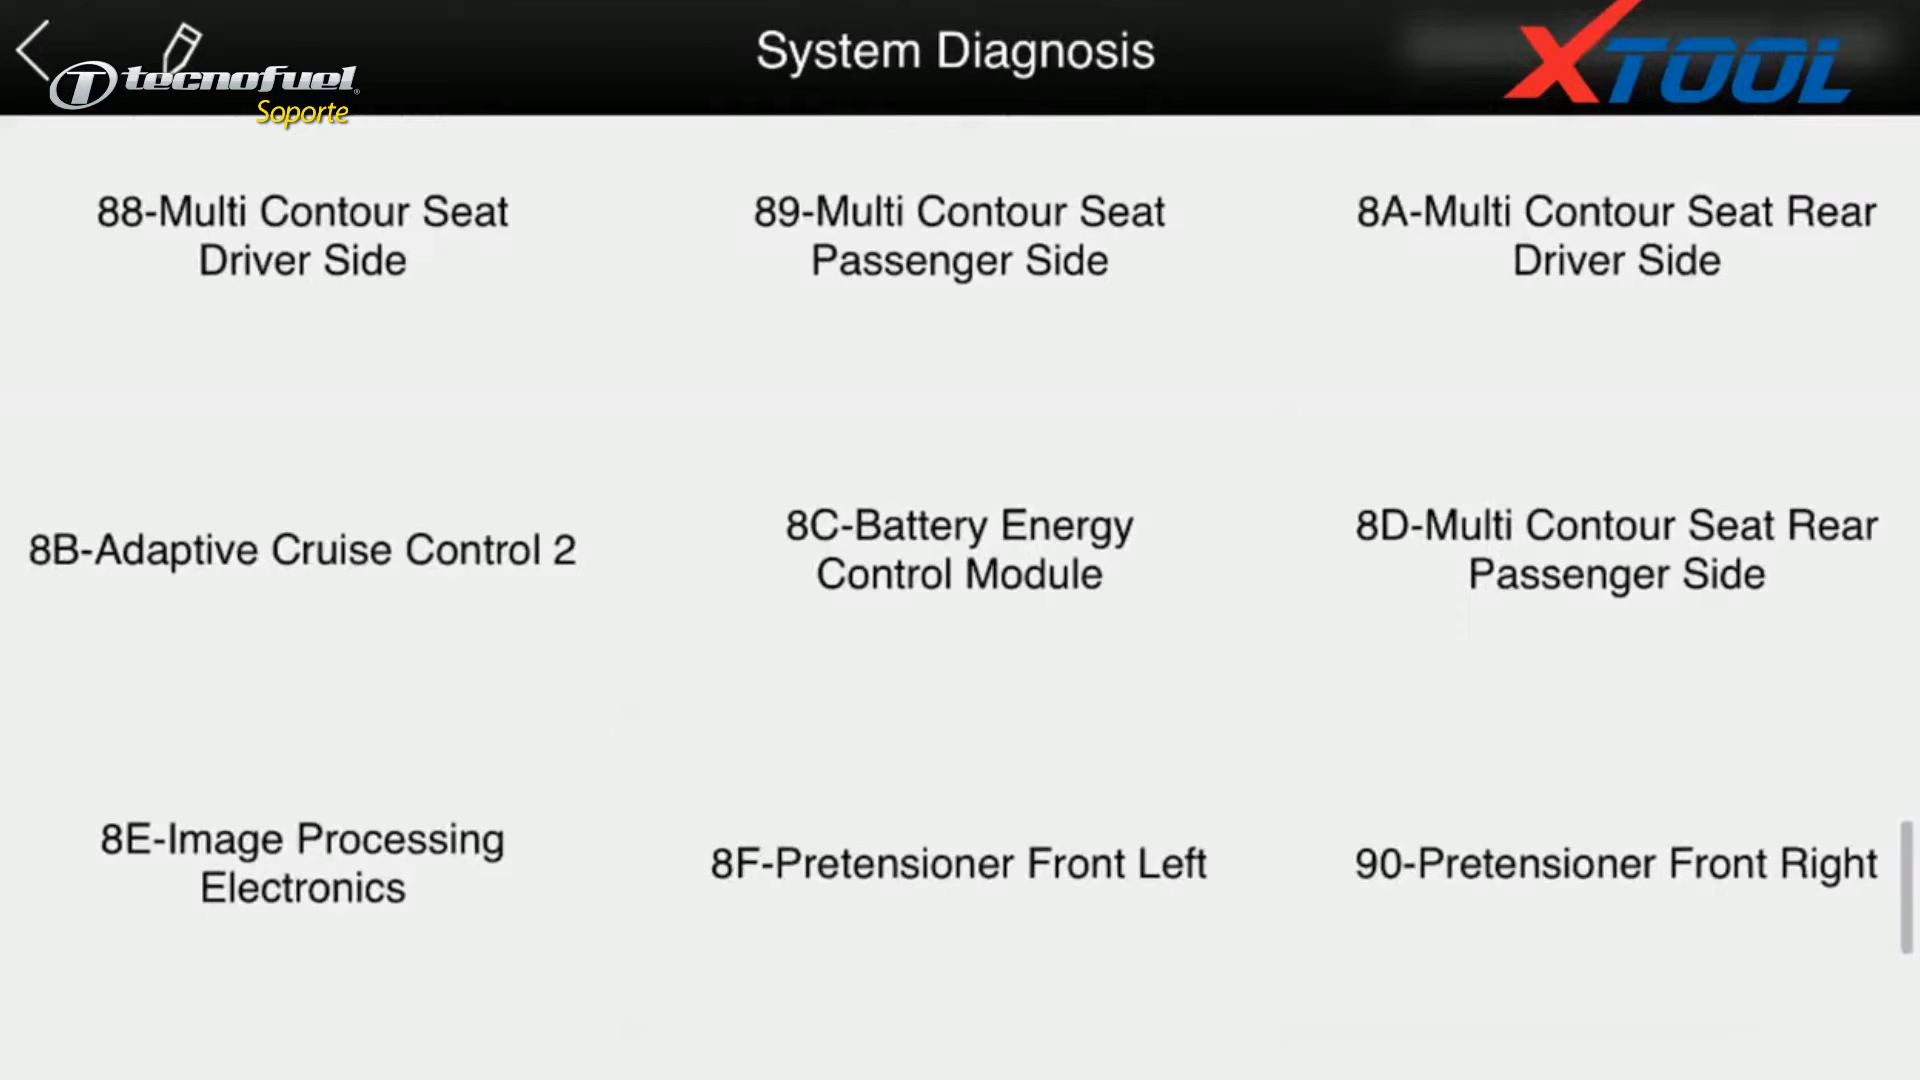 System Diagnosis
XTOOL
tecnofuel
Soporte
88-Multi Contour Seat
Driver Side
89-Multi Contour Seat
Passenger Side
8A-Multi Contour Seat Rear
Driver Side
8B-Adaptive Cruise Control 2
8C-Battery Energy
Control Module
8D-Multi Contour Seat Rear
Passenger Side
8E-Image Processing
Electronics
8F-Pretensioner Front Left
90-Pretensioner Front Right